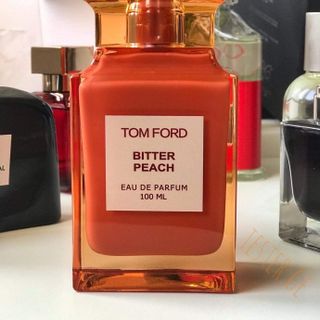 TOM FORD
BITTER
PEACH
EAU DE PARFUM
100 ML